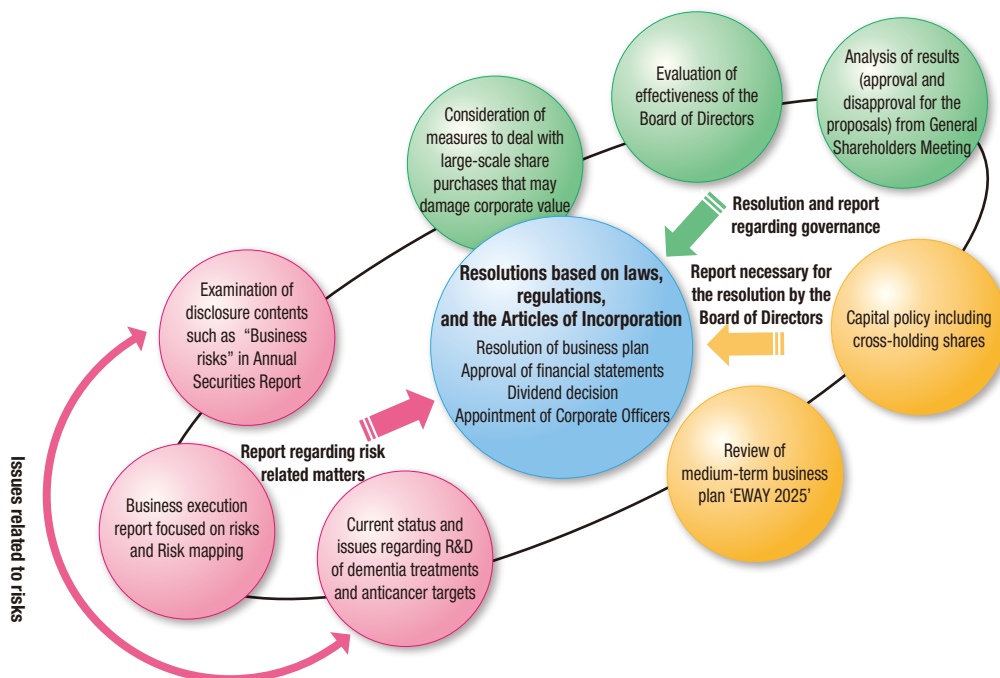 Analysis of results
(approval and
disapproval for the
proposals) from General
Shareholders Meeting
Evaluation of
effectiveness of the
Board of Directors
Consideration of
measures to deal with
large-scale share
purchases that may
damage corporate value
Resolution and report
regarding governance
Resolutions based on laws,
regulations,
and the Articles of Incorporation
Resolution of business plan
Approval of financial statements
Dividend decision
Appointment of Corporate Officers
Report necessary for
the resolution by the
Board of Directors
Capital policy including
cross-holding shares
Review of
medium-term business
plan ‘EWAY 2025’
Examination of
disclosure contents
such as “Business
risks” in Annual
Securities Report
Report regarding risk
related matters
Business execution
report focused on risks
and Risk mapping
Current status and
issues regarding R&D
of dementia treatments
and anticancer targets
Issues related to risks